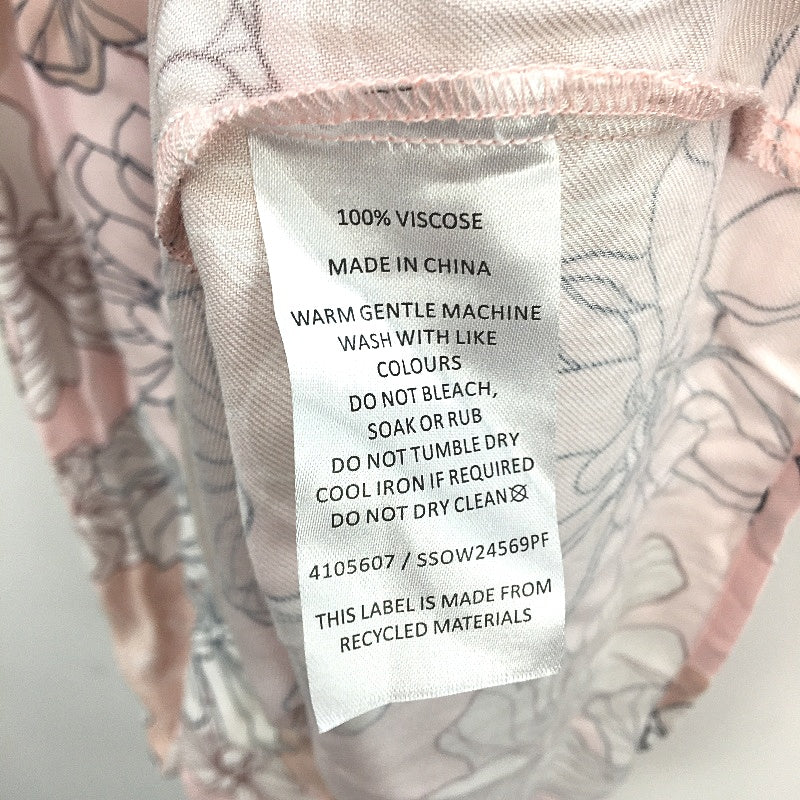 100% VISCOSE
MADE IN CHINA
WARM GENTLE MACHINE
WASH WITH LIKE
COLOURS
DO NOT BLEACH,
SOAK OR RUB
DO NOT TUMBLE DRY
COOL IRON IF REQUIRED
DO NOT DRY CLEAN
4105607 / SSOW24569PF
THIS LABEL IS MADE FROM
RECYCLED MATERIALS